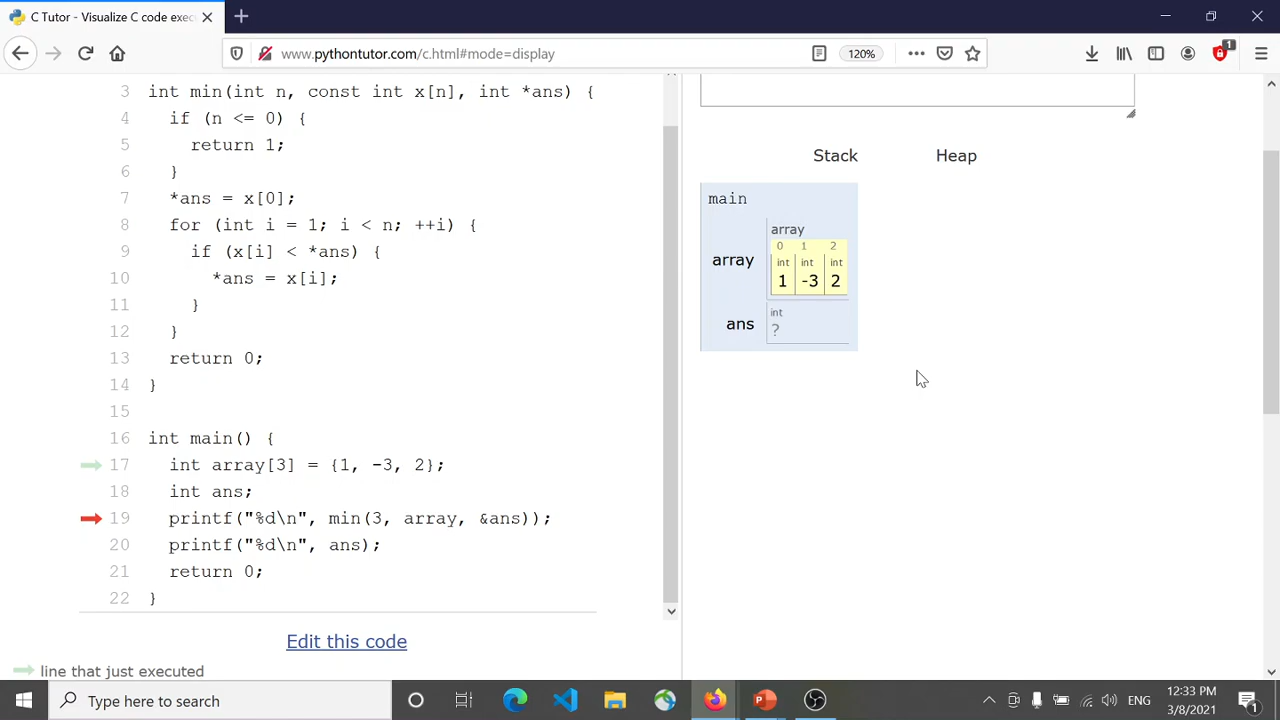 C Tutor - Visualize C code exec
www.pythontutor.com/c.html#mode=display
120%
1
3 int min(int n, const int x[n], int *ans) {
4 if (n <= 0) {
5 return 1;
6 }
7 *ans = x[0];
8 for (int i = 1; i < n; ++i) {
9 if (x[i] < *ans) {
10 *ans = x[i];
11 }
12 }
13 return 0;
14 }
15
16 int main() {
17 int array[3] = {1, -3, 2};
18 int ans;
19 printf("%d\n", min(3, array, &ans));
20 printf("%d\n", ans);
21 return 0;
22 }
Edit this code
line that just executed
Stack Heap
main
array
0 1 2
int int int
array 1 -3 2
int
ans ?
Type here to search
ENG
12:33 PM
3/8/2021
1